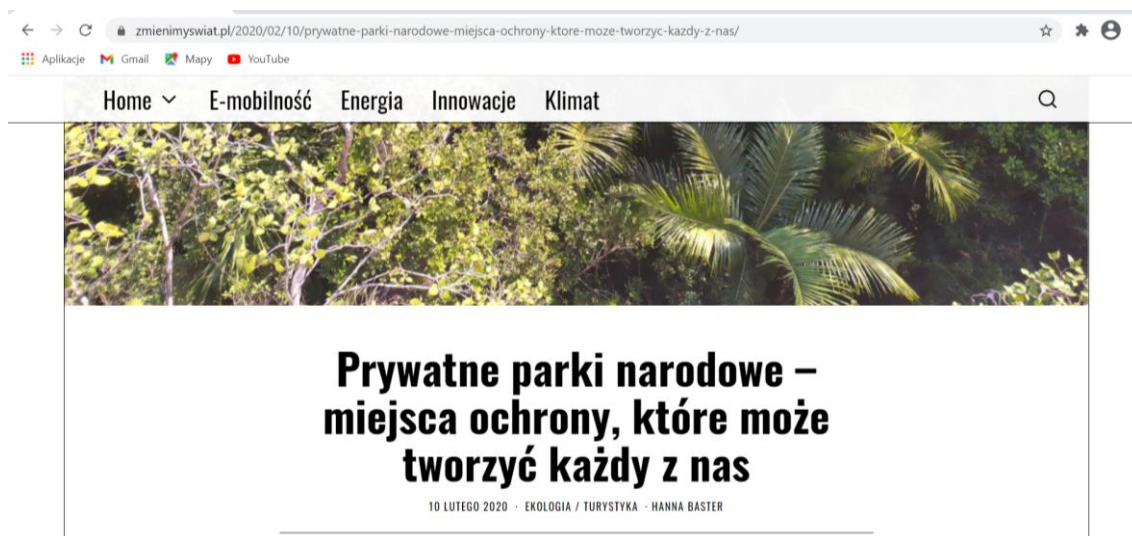 zmienimyswiat.pl/2020/02/10/prywatne-parki-narodowe-miejsca-ochrony-ktore-moze-tworzyc-kazdy-z-nas/
Aplikacje Gmail Mapy YouTube
Home E-mobilność Energia Innowacje Klimat
Prywatne parki narodowe –
miejsca ochrony, które może
tworzyć każdy z nas
10 LUTEGO 2020 · EKOLOGIA / TURYSTYKA · HANNA BASTER